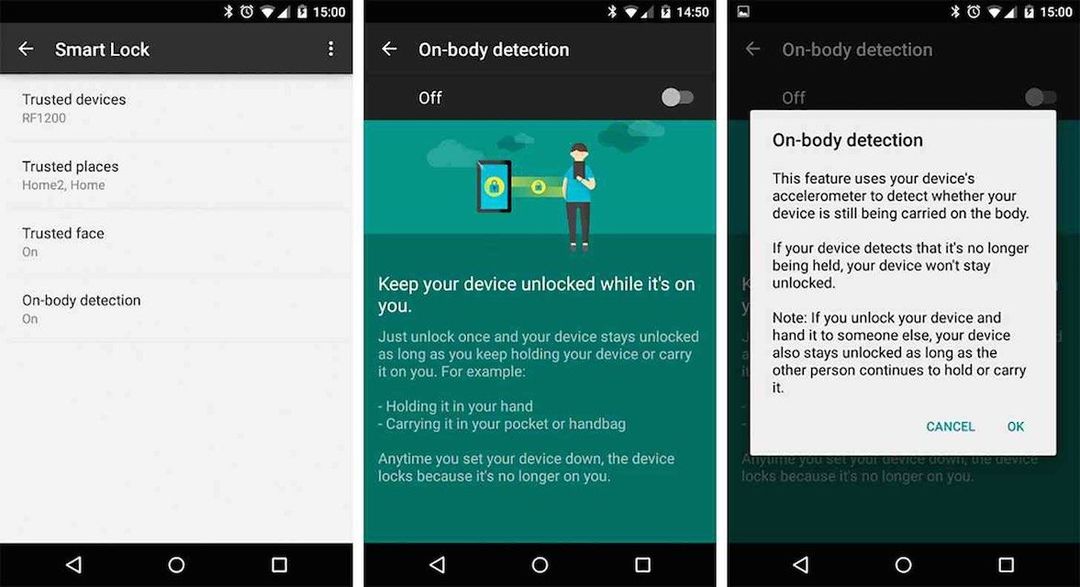 15:00
Smart Lock
Trusted devices
RF1200
Trusted places
Home2, Home
Trusted face
On
On-body detection
On
14:50
On-body detection
Off
Keep your device unlocked while it's on
you.
Just unlock once and your device stays unlocked
as long as you keep holding your device or carry
it on you. For example:
- Holding it in your hand
- Carrying it in your pocket or handbag
Anytime you set your device down, the device
locks because it's no longer on you.
15:00
On-body detection
Off
On-body detection
This feature uses your device's
accelerometer to detect whether your
device is still being carried on the body.
If your device detects that it's no longer
being held, your device won't stay
unlocked.
Note: If you unlock your device and
hand it to someone else, your device
also stays unlocked as long as the
other person continues to hold or carry
it.
CANCEL OK
Anytime you set your device down, the device
locks because it's no longer on you.